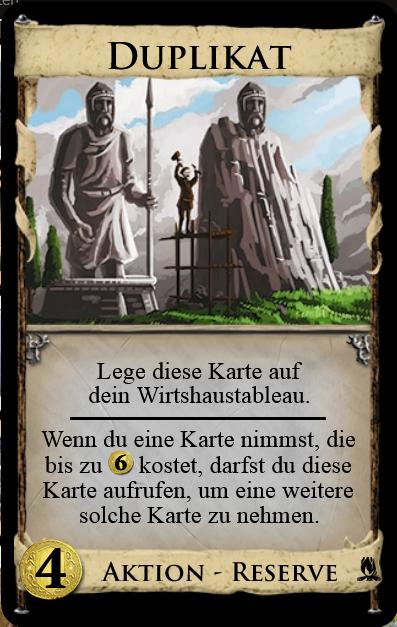 DUPLIKAT
Lege diese Karte auf
dein Wirtshaustableau.
Wenn du eine Karte nimmst, die
bis zu 6 kostet, darfst du diese
Karte aufrufen, um eine weitere
solche Karte zu nehmen.
4 AKTION - RESERVE